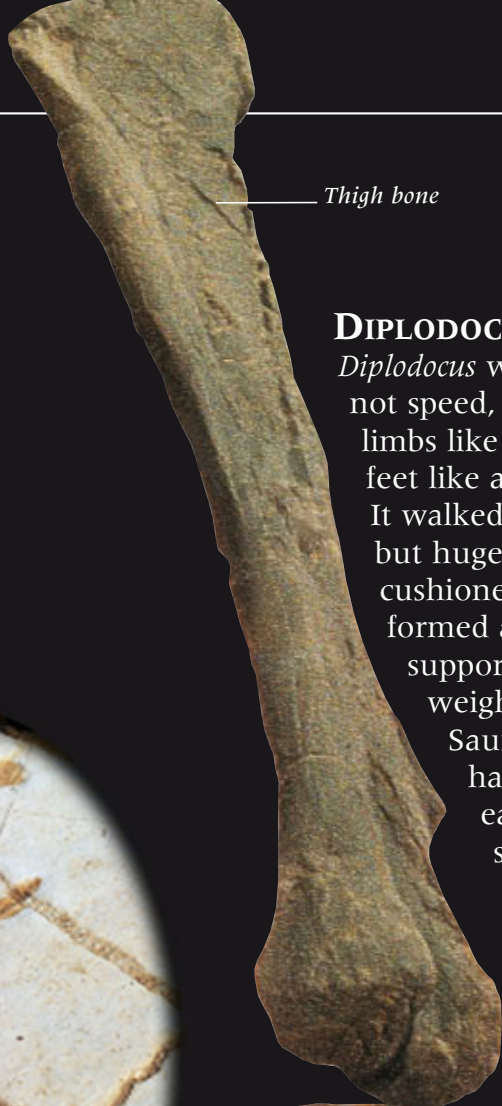 Thigh bone
DIPLODOC
Diplodocus w
not speed,
limbs like
feet like a
It walked
but huge
cushione
formed a
suppor
weigh
Sau
ha
ea
s